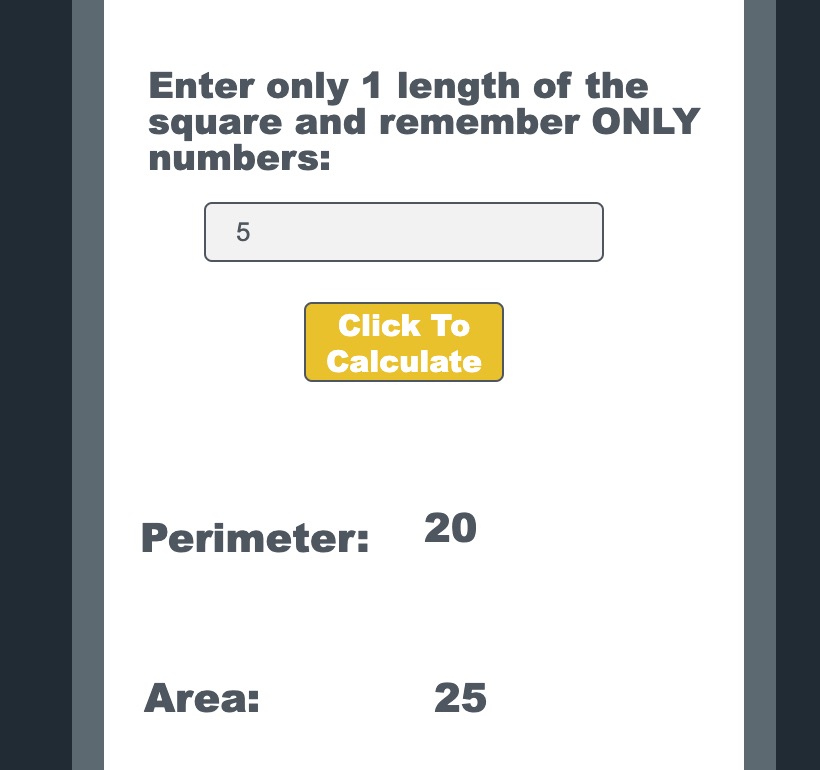 Enter only 1 length of the
square and remember ONLY
numbers:
5
Click To
Calculate
Perimeter: 20
Area: 25